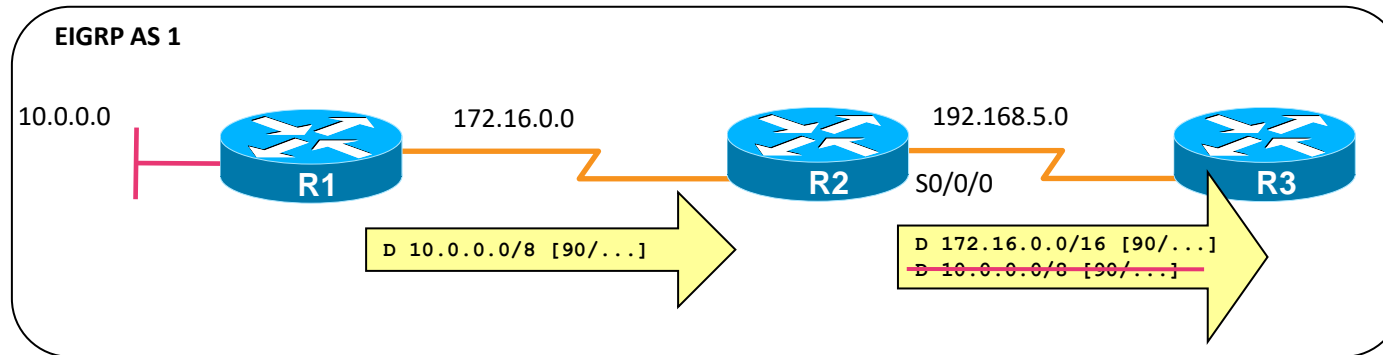 EIGRP AS 1
10.0.0.0
172.16.0.0
192.168.5.0
R1
R2
S0/0/0
R3
D 10.0.0.0/8 [90/...]
D 172.16.0.0/16 [90/...]
D 10.0.0.0/8 [90/...]